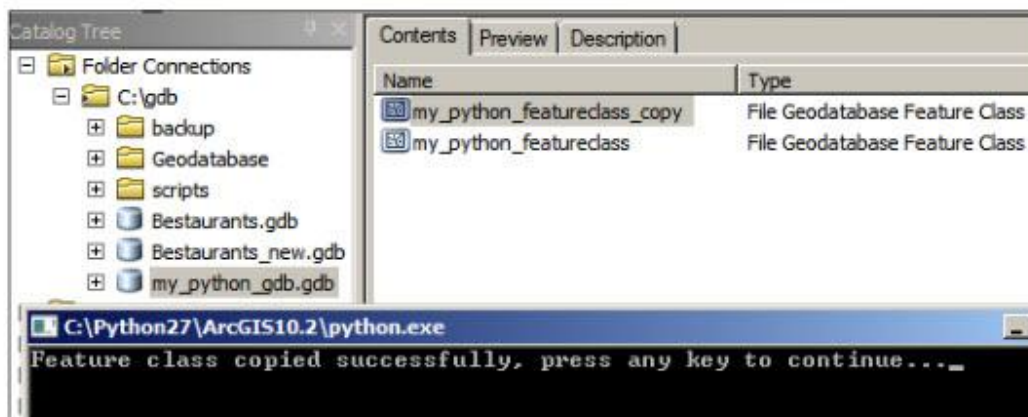 Catalog Tree
Folder Connections
C:\gdb
backup
Geodatabase
scripts
Bestaurants.gdb
Bestaurants_new.gdb
my_python_gdb.gdb
Contents Preview Description
Name Type
my_python_featureclass_copy File Geodatabase Feature Class
my_python_featureclass File Geodatabase Feature Class
C:\Python27\ArcGIS10.2\python.exe
Feature class copied successfully, press any key to continue..._